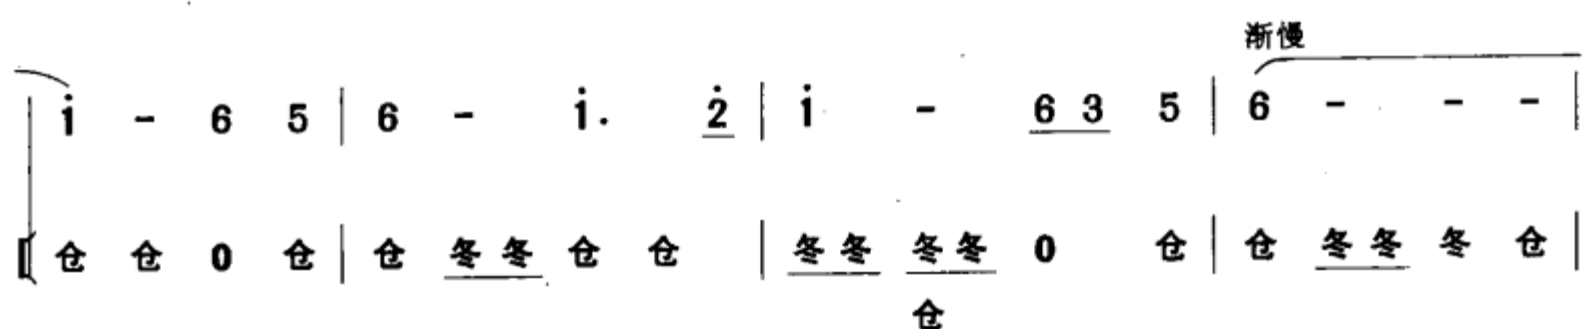 渐慢
i̇ - 6 5 | 6 - i̇. 2̇ | i̇ - 6 3 5 | 6 - - - |
仓 仓 0 仓 | 仓 冬冬 仓 仓 | 冬冬 冬冬 0 仓 | 仓 冬冬 冬 仓 |
仓